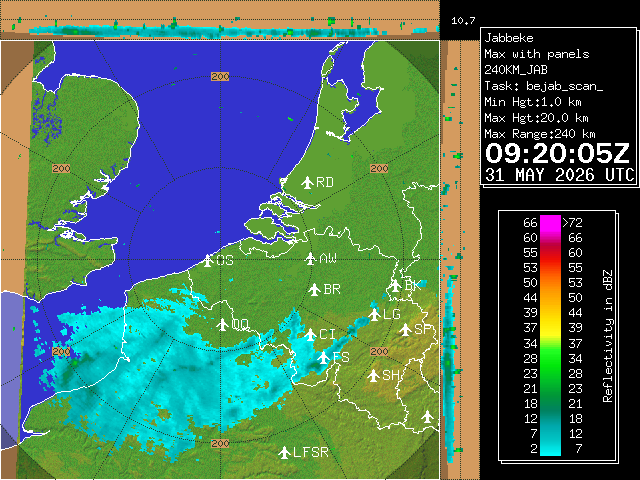 10.7
Jabbeke
Max with panels
240KM_JAB
Task: bejab_scan_
Min Hgt:1.0 km
Max Hgt:20.0 km
Max Range:240 km
09:20:05Z
31 MAY 2026 UTC
200
200
200
RD
OS
AW
BR
BK
LG
QQ
CI
SP
200
200
FS
SH
200
LFSR
66 >72
60 66
55 60
53 55
50 53
44 50
39 44
37 39
34 37
28 34
23 28
21 23
18 21
12 18
7 12
2 7
Reflectivity in dBZ